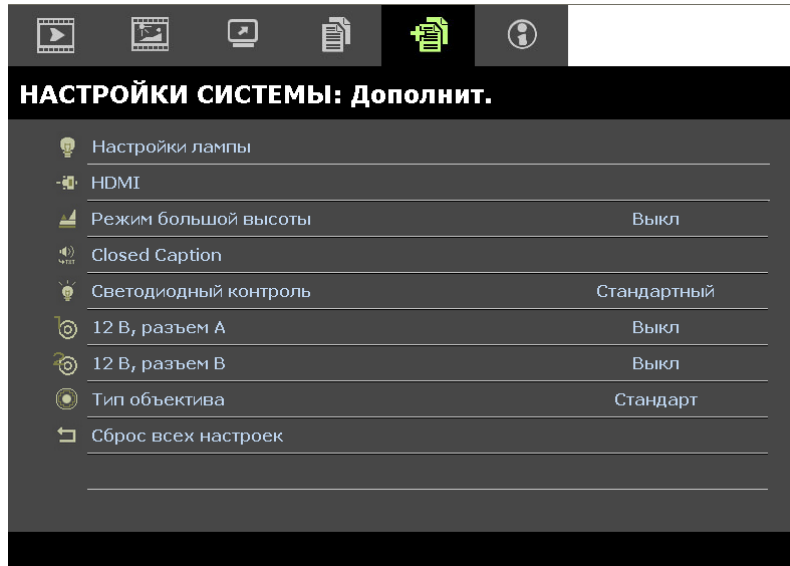 НАСТРОЙКИ СИСТЕМЫ: Дополнит.
Настройки лампы
HDMI
Режим большой высоты Выкл
Closed Caption
Светодиодный контроль Стандартный
12 В, разъем A Выкл
12 В, разъем B Выкл
Тип объектива Стандарт
Сброс всех настроек